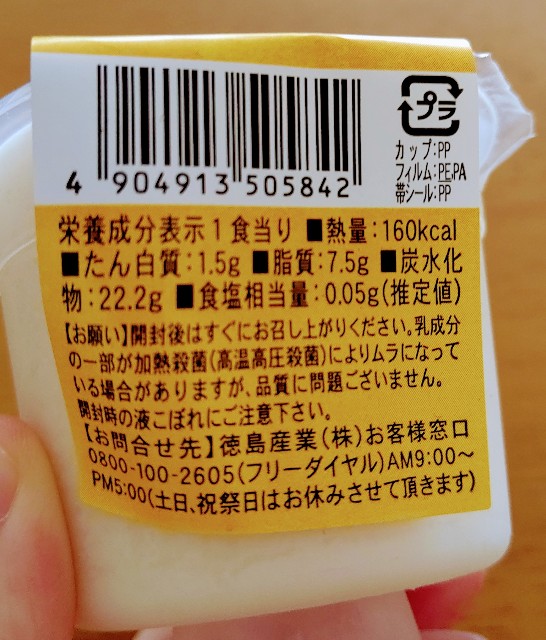 プラ
カップ:PP
フィルム:PE,PA
帯シール:PP
4 904913 505842
栄養成分表示1食当り ■熱量:160kcal
■たん白質:1.5g ■脂質:7.5g ■炭水化
物:22.2g ■食塩相当量:0.05g(推定値)
【お願い】開封後はすぐにお召し上がりください。乳成分
の一部が加熱殺菌(高温高圧殺菌)によりムラになって
いる場合がありますが、品質に問題ございません。
開封時の液こぼれにご注意下さい。
【お問合せ先】徳島産業(株)お客様窓口
0800-100-2605(フリーダイヤル)AM9:00〜
PM5:00(土日、祝祭日はお休みさせて頂きます)